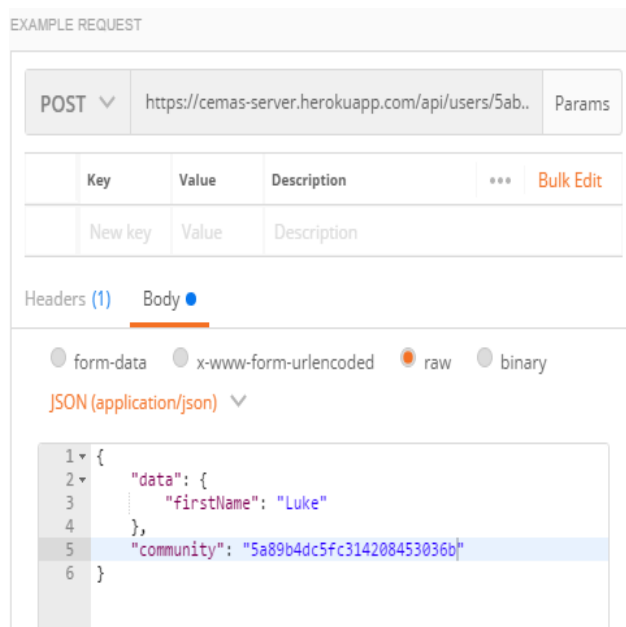 EXAMPLE REQUEST
POST https://cemas-server.herokuapp.com/api/users/5ab.. Params
Key Value Description ••• Bulk Edit
New key Value Description
Headers (1) Body
form-data x-www-form-urlencoded raw binary
JSON (application/json)
1 {
2 "data": {
3 "firstName": "Luke"
4 },
5 "community": "5a89b4dc5fc314208453036b"
6 }